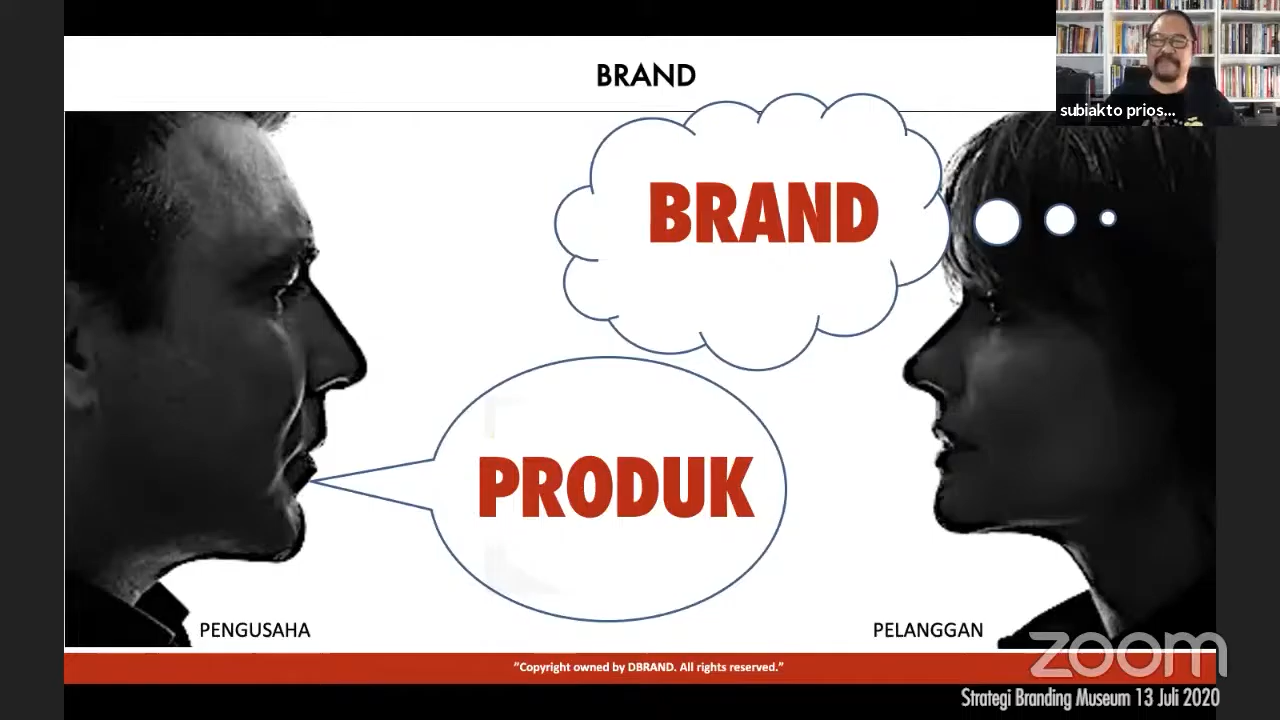 BRAND
subiakto prios...
BRAND
PRODUK
PENGUSAHA
PELANGGAN
zoom
"Copyright owned by DBRAND. All rights reserved."
Strategi Branding Museum 13 Juli 2020